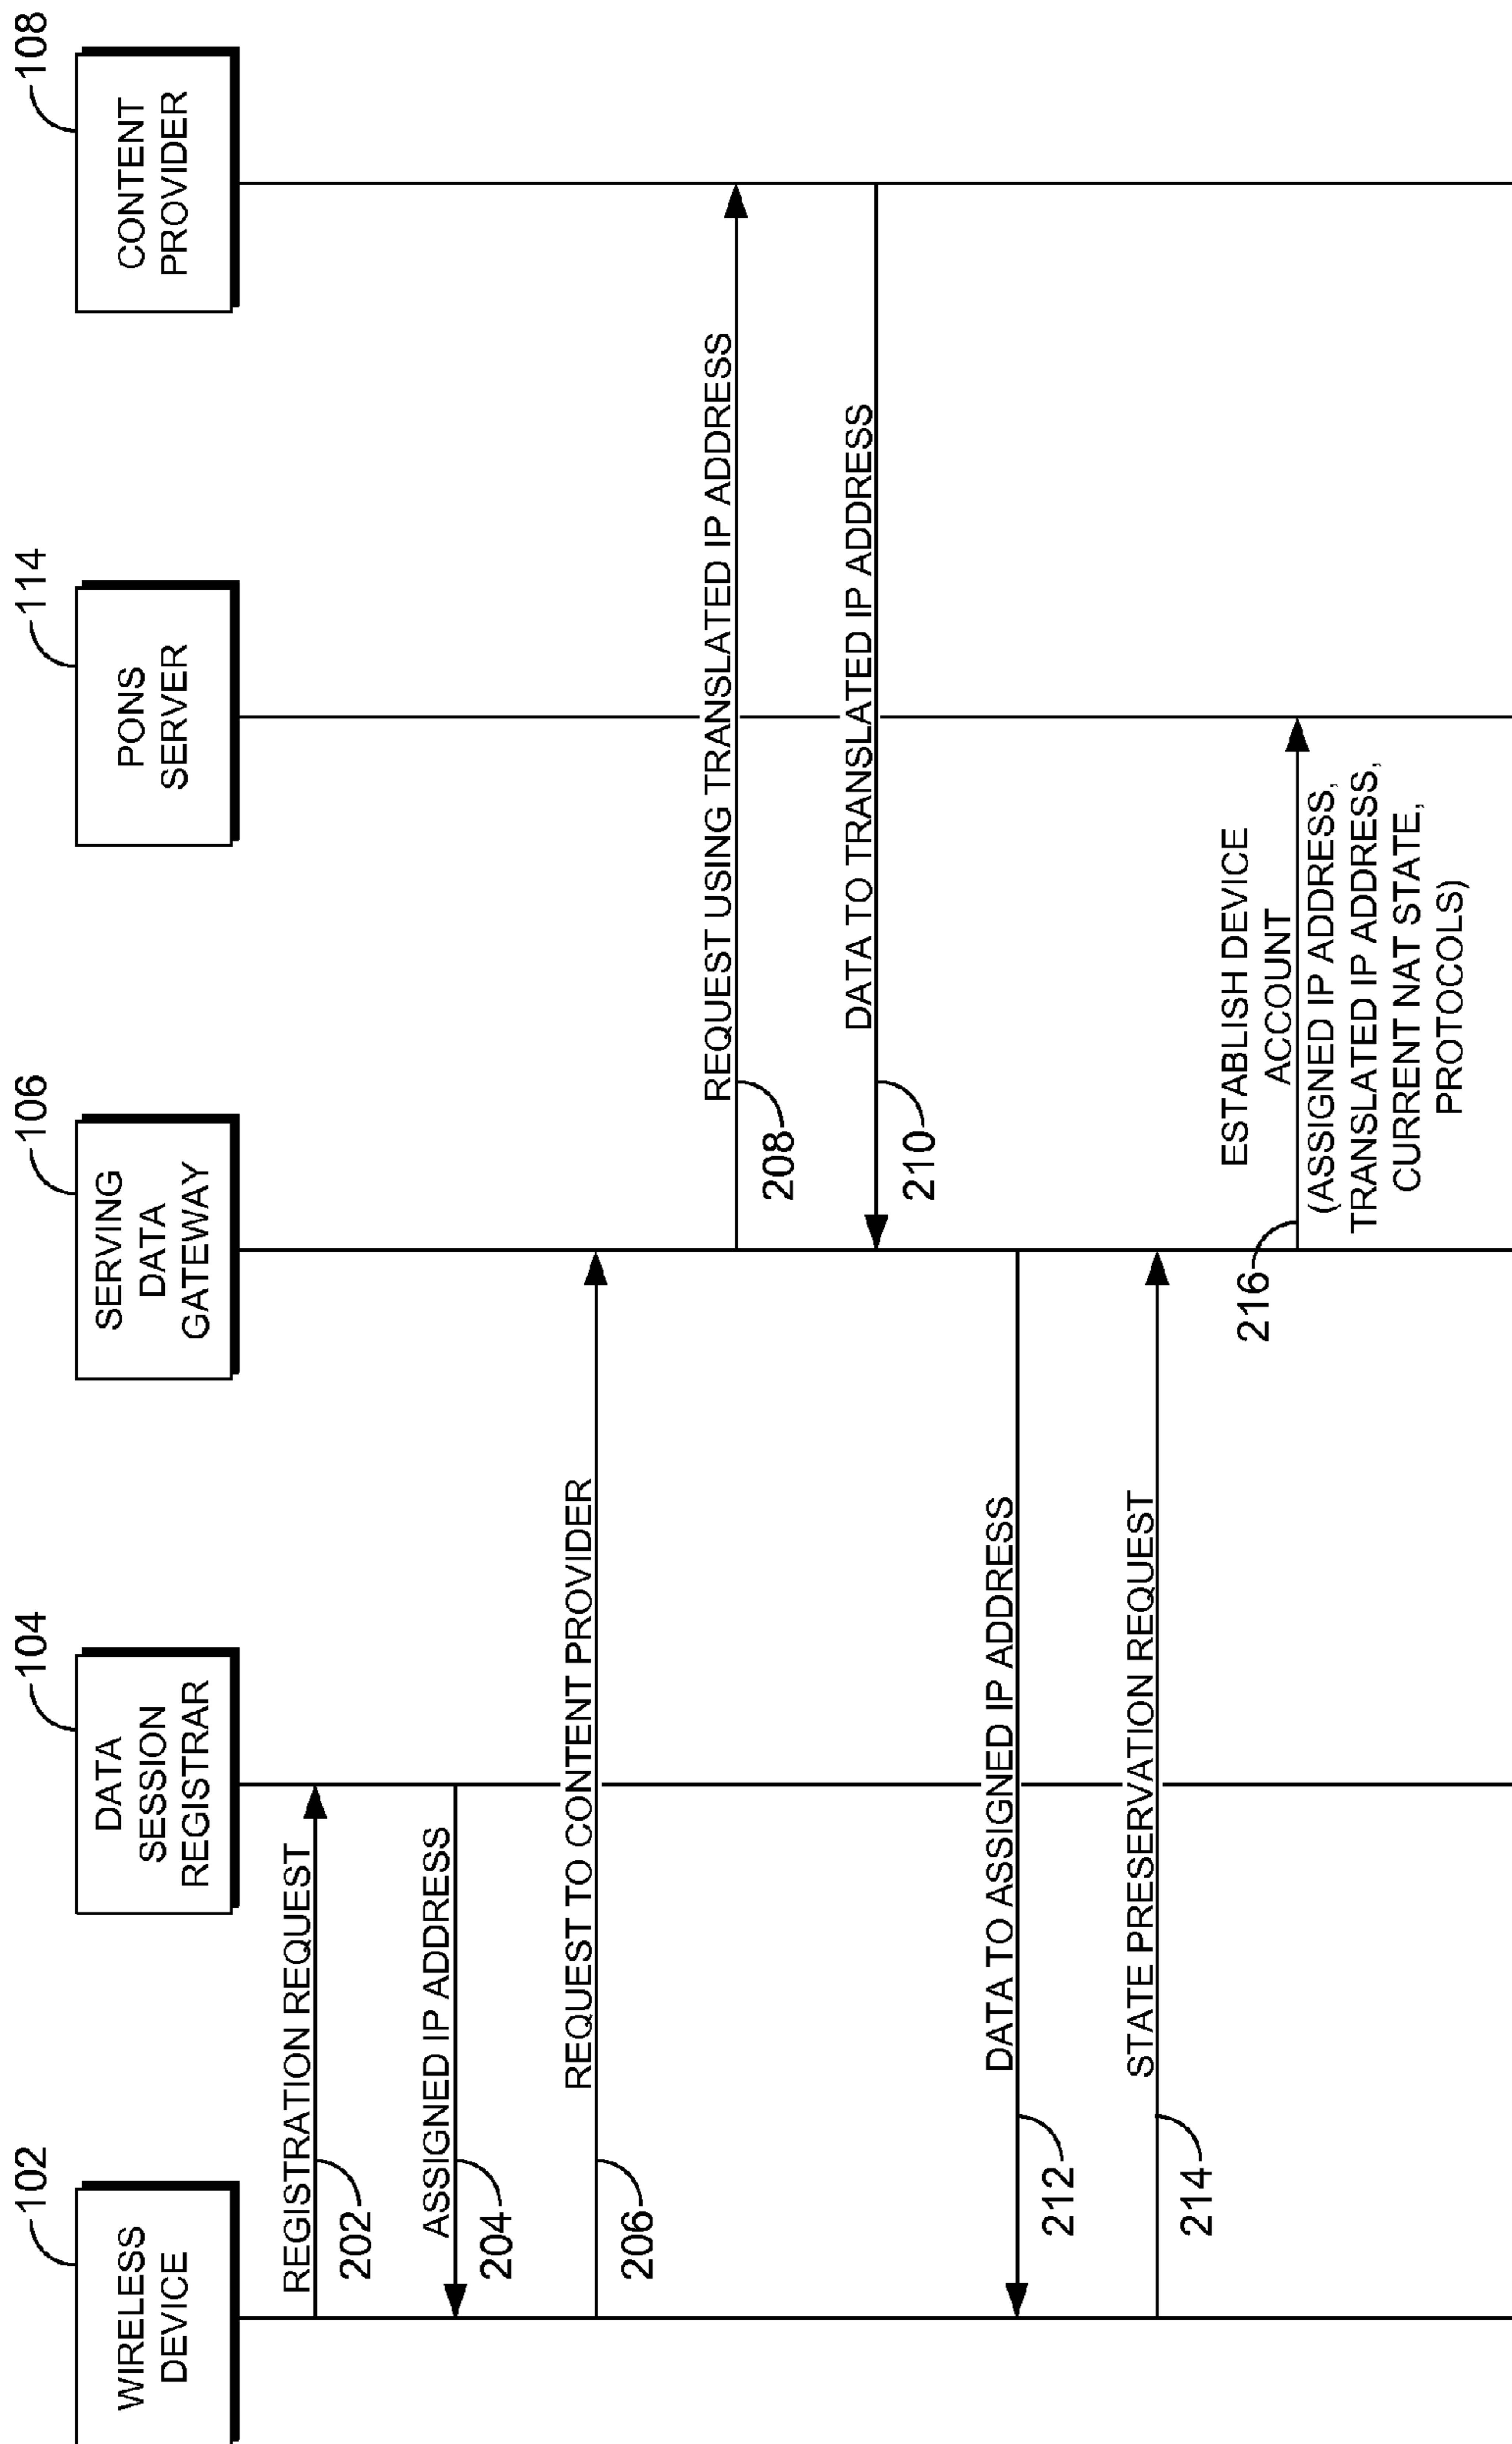 102
WIRELESS
DEVICE
104
DATA
SESSION
REGISTRAR
106
SERVING
DATA
GATEWAY
114
PONS
SERVER
108
CONTENT
PROVIDER
REGISTRATION REQUEST
202
ASSIGNED IP ADDRESS
204
REQUEST TO CONTENT PROVIDER
206
REQUEST USING TRANSLATED IP ADDRESS
208
DATA TO TRANSLATED IP ADDRESS
210
DATA TO ASSIGNED IP ADDRESS
212
STATE PRESERVATION REQUEST
214
ESTABLISH DEVICE
ACCOUNT
(ASSIGNED IP ADDRESS,
TRANSLATED IP ADDRESS,
CURRENT NAT STATE,
PROTOCOLS)
216